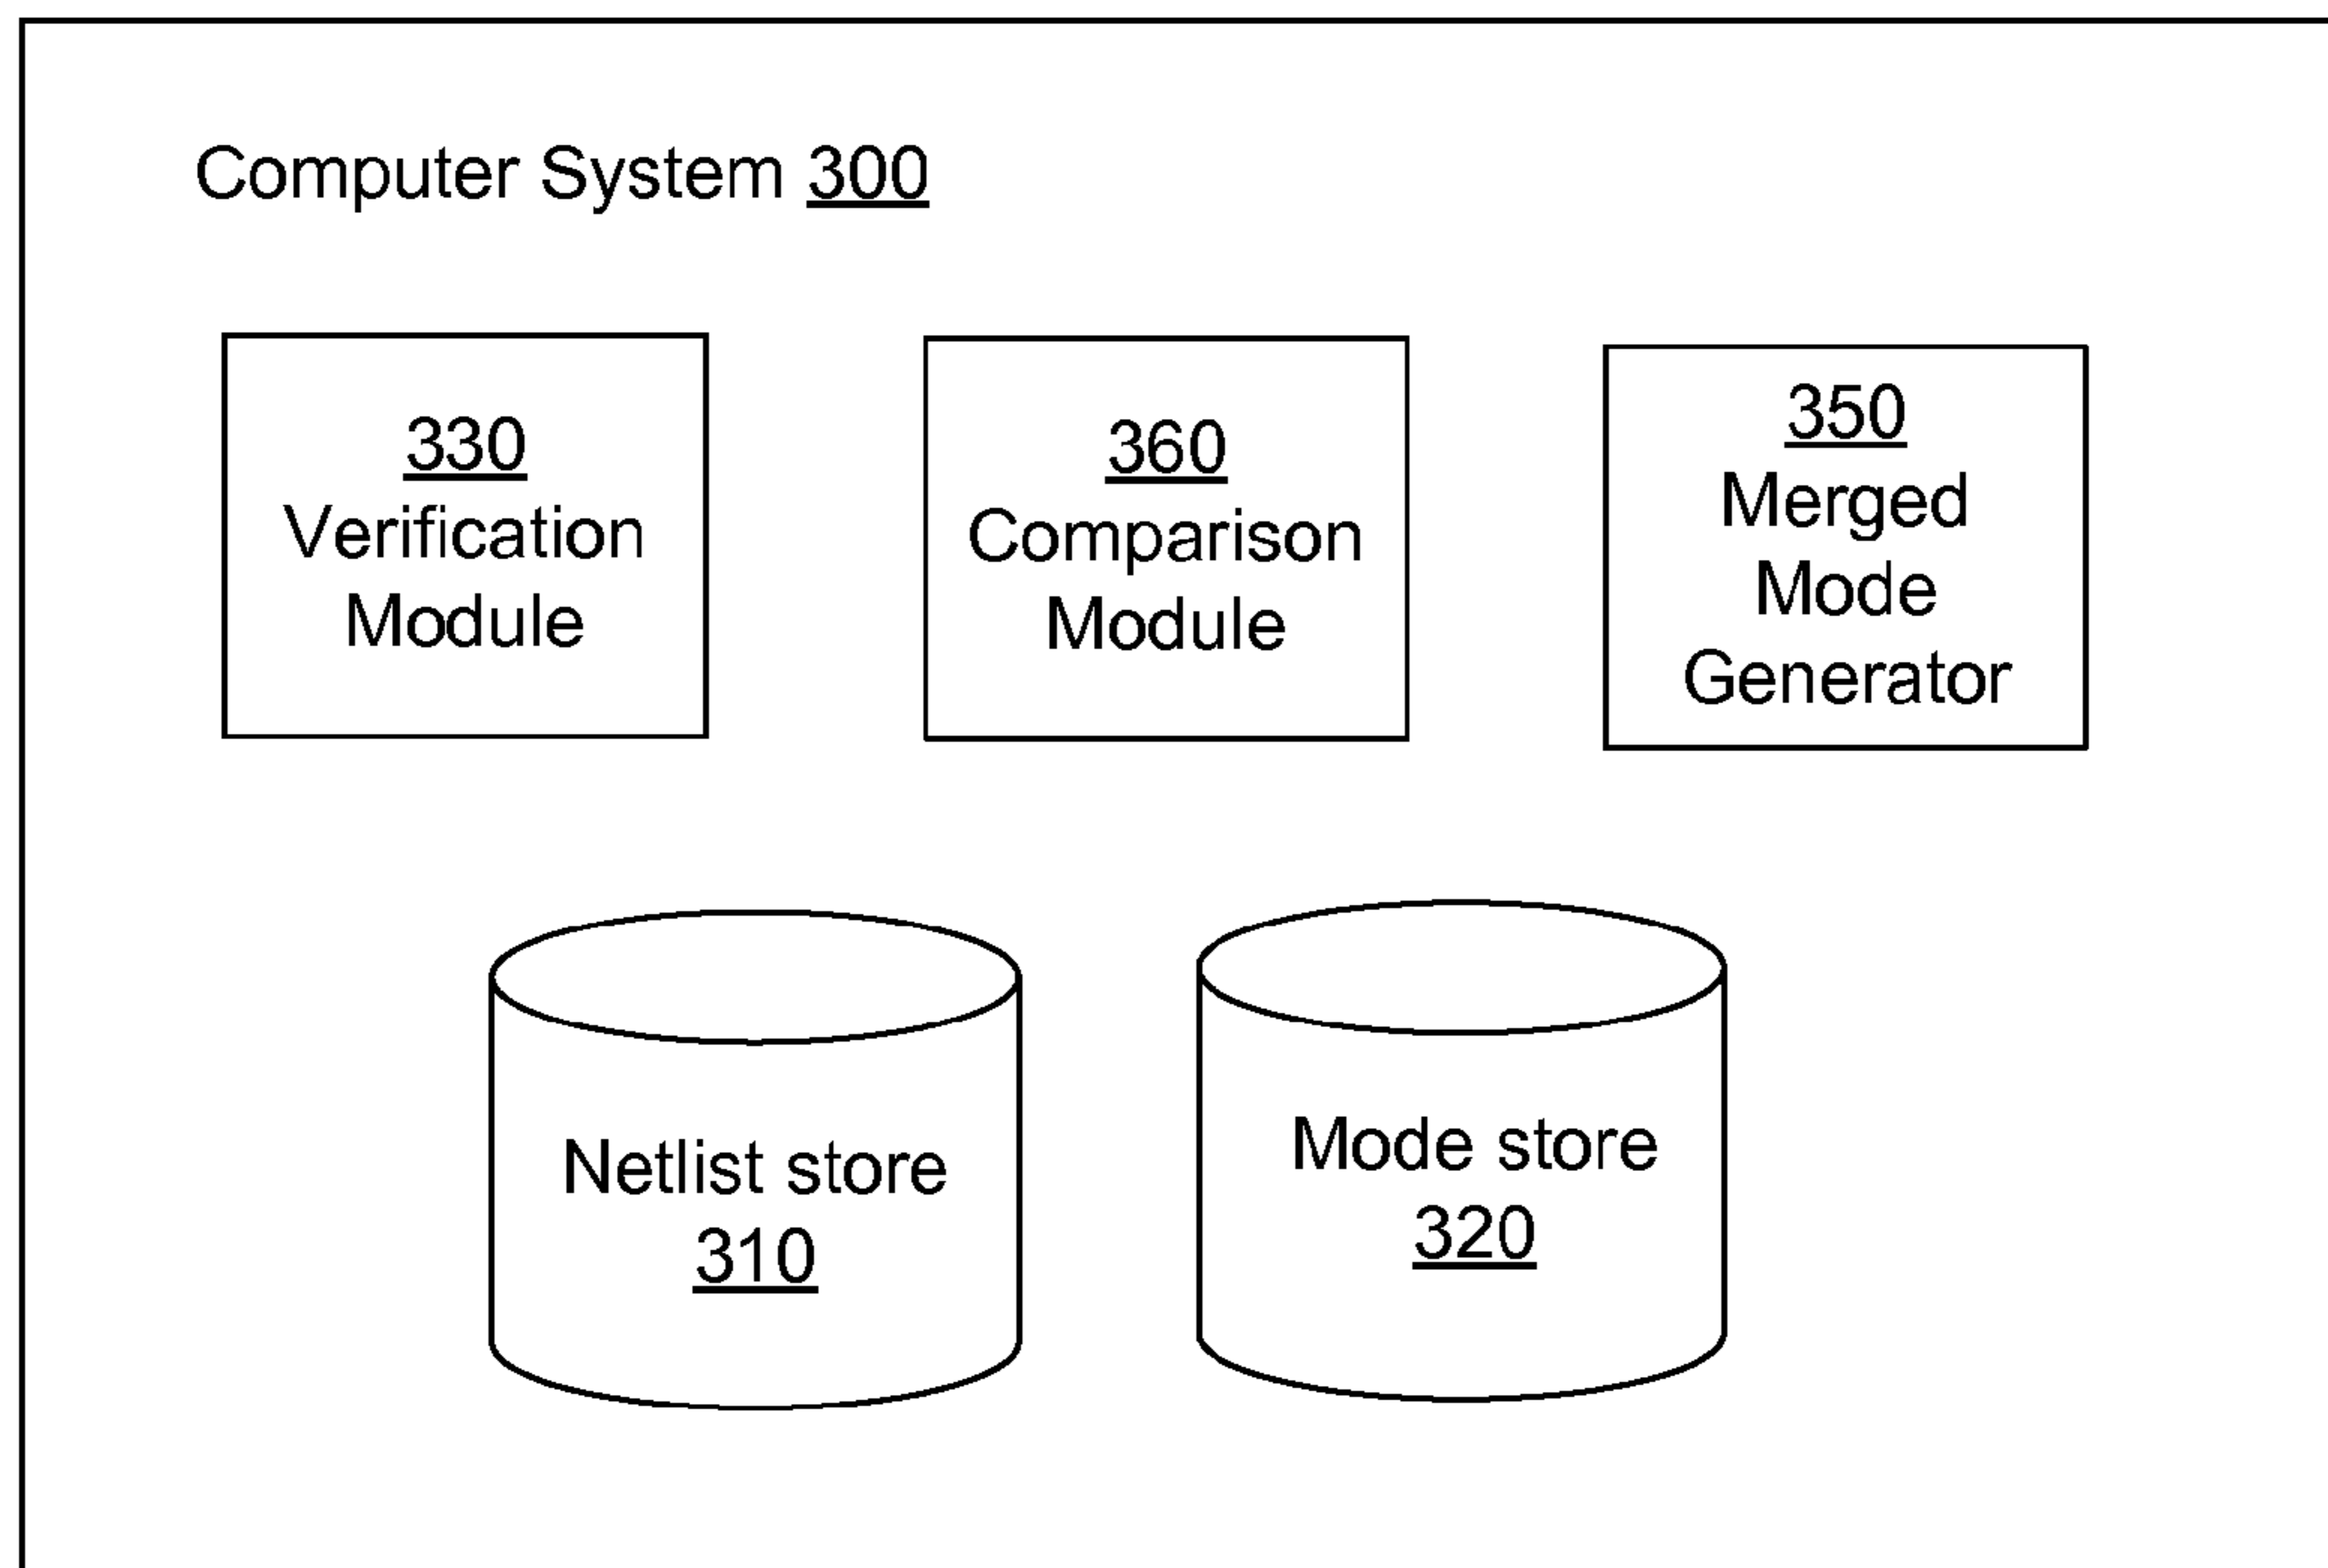 Computer System 300
330
Verification
Module
360
Comparison
Module
350
Merged
Mode
Generator
Netlist store
310
Mode store
320